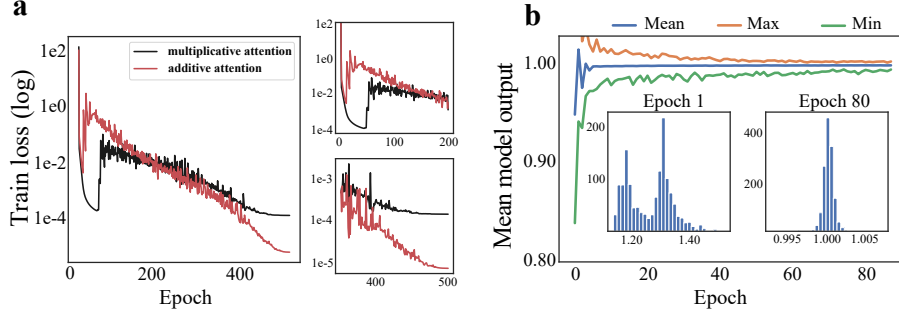 a
Train loss (log)
1e2
1e0
1e-2
1e-4
multiplicative attention
additive attention
0
200
400
Epoch
1e0
1e-2
1e-4
0
100
200
1e-3
1e-4
1e-5
300
400
500
b
Mean
Max
Min
Mean model output
1.00
0.90
0.80
Epoch 1
200
100
1.20
1.40
Epoch 80
400
200
0.995
1.000
1.005
0
20
40
60
80
Epoch